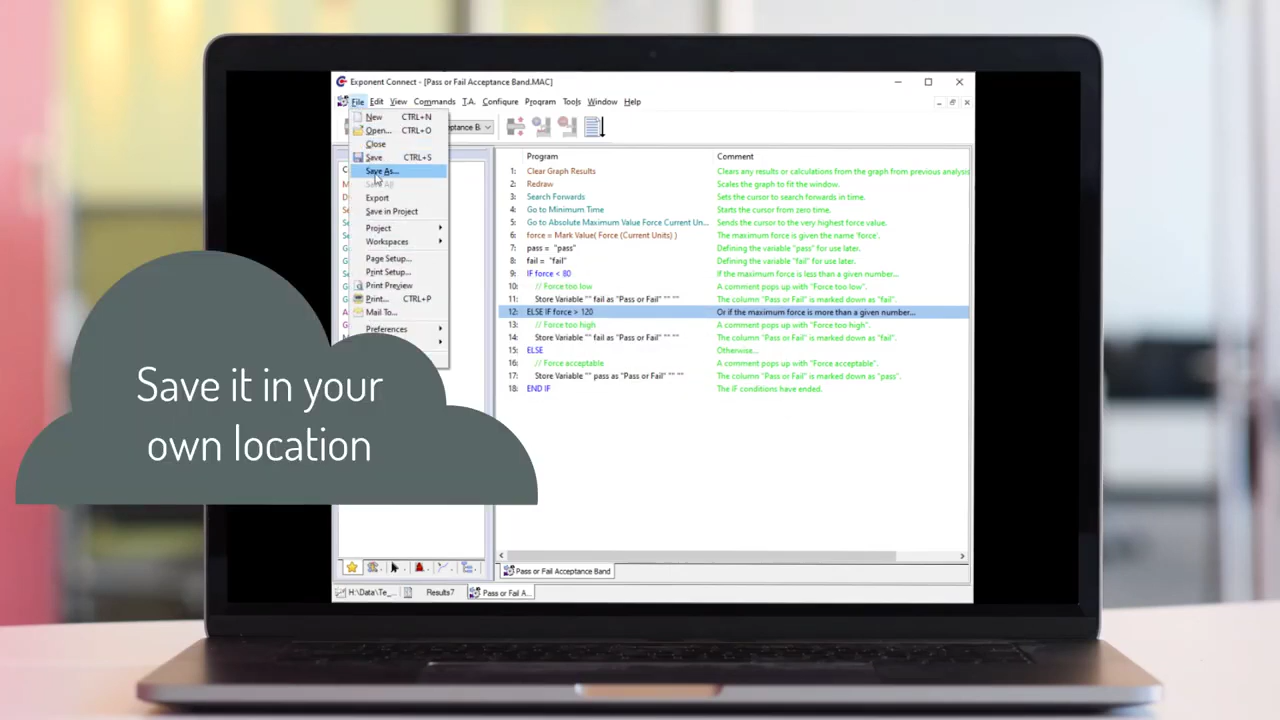 Exponent Connect - [Pass or Fail Acceptance Band.MAC]
File Edit View Commands T.A. Configure Program Tools Window Help
New CTRL+N
Open... CTRL+O
Close
Save CTRL+S
Save As...
Export
Save in Project
Project
Workspaces
Page Setup...
Print Setup...
Print Preview
Print... CTRL+P
Mail To...
Preferences
Program Comment
1: Clear Graph Results Clears any results or calculations from the graph from previous analysis
2: Redraw Scales the graph to fit the window.
3: Search Forwards Sets the cursor to search forwards in time.
4: Go to Minimum Time Starts the cursor from zero time.
5: Go to Absolute Maximum Value Force Current Un... Sends the cursor to the very highest force value.
6: force = Mark Value( Force (Current Units) ) The maximum force is given the name 'force'.
7: pass = "pass" Defining the variable "pass" for use later.
8: fail = "fail" Defining the variable "fail" for use later.
9: IF force < 80 If the maximum force is less than a given number...
10: // Force too low A comment pops up with "Force too low".
11: Store Variable "" fail as "Pass or Fail" "" "" The column "Pass or Fail" is marked down as "fail".
12: ELSE IF force > 120 Or if the maximum force is more than a given number...
13: // Force too high A comment pops up with "Force too high".
14: Store Variable "" fail as "Pass or Fail" "" "" The column "Pass or Fail" is marked down as "fail".
15: ELSE Otherwise...
16: // Force acceptable A comment pops up with "Force acceptable".
17: Store Variable "" pass as "Pass or Fail" "" "" The column "Pass or Fail" is marked down as "pass".
18: END IF The IF conditions have ended.
Save it in your
own location
Pass or Fail Acceptance Band
H:\Data\Te_... Results7 Pass or Fail A...